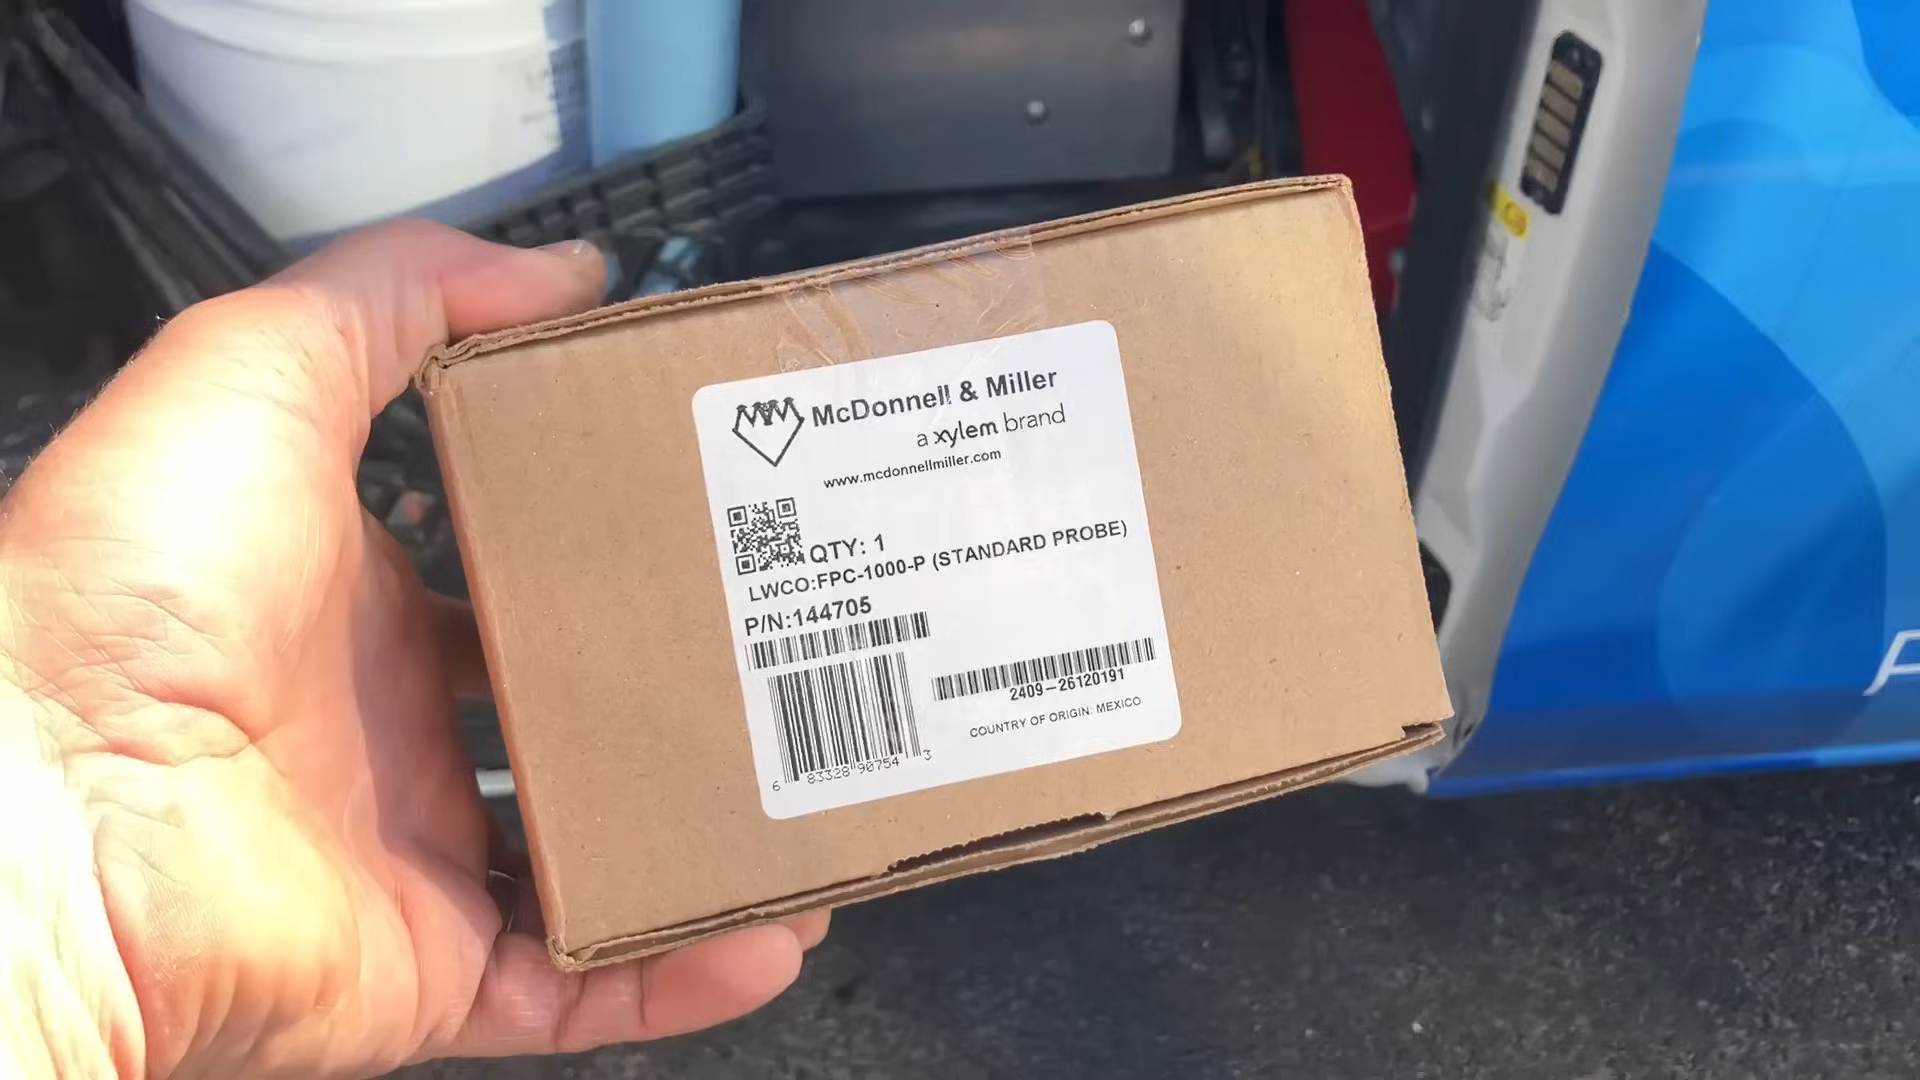 McDonnell & Miller
a xylem brand
www.mcdonnellmiller.com
QTY: 1
LWCO:FPC-1000-P (STANDARD PROBE)
P/N:144705
2409-26120191
6 83328 90754 3
COUNTRY OF ORIGIN: MEXICO